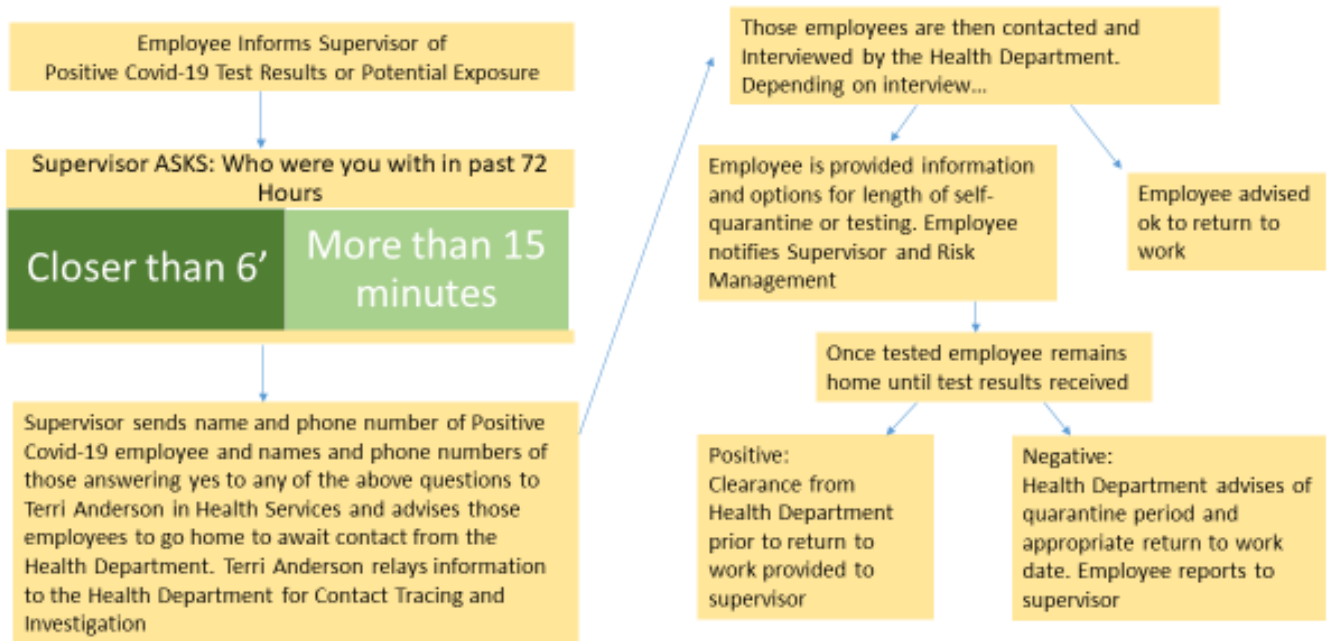 Employee Informs Supervisor of
Positive Covid-19 Test Results or Potential Exposure
Supervisor ASKS: Who were you with in past 72
Hours
Closer than 6’
More than 15
minutes
Supervisor sends name and phone number of Positive
Covid-19 employee and names and phone numbers of
those answering yes to any of the above questions to
Terri Anderson in Health Services and advises those
employees to go home to await contact from the
Health Department. Terri Anderson relays information
to the Health Department for Contact Tracing and
Investigation
Those employees are then contacted and
Interviewed by the Health Department.
Depending on interview...
Employee is provided information
and options for length of self-
quarantine or testing. Employee
notifies Supervisor and Risk
Management
Employee advised
ok to return to
work
Once tested employee remains
home until test results received
Positive:
Clearance from
Health Department
prior to return to
work provided to
supervisor
Negative:
Health Department advises of
quarantine period and
appropriate return to work
date. Employee reports to
supervisor